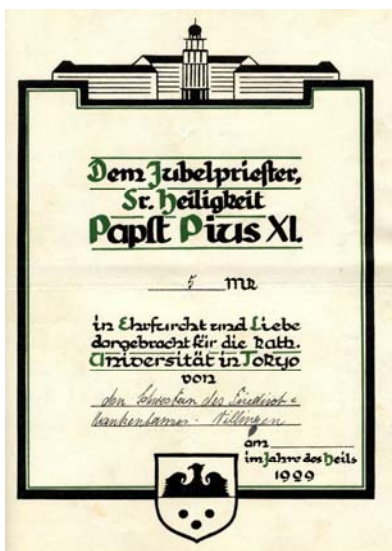 Dem Jubelpriester,
Sr. Heiligkeit
Papst Pius XI.
5 Mk
in Ehrfurcht und Liebe
dargebracht für die Kath.
Universität in Tokyo
von
den Schwestern des
Villingen
am
im Jahre des Heils
1929